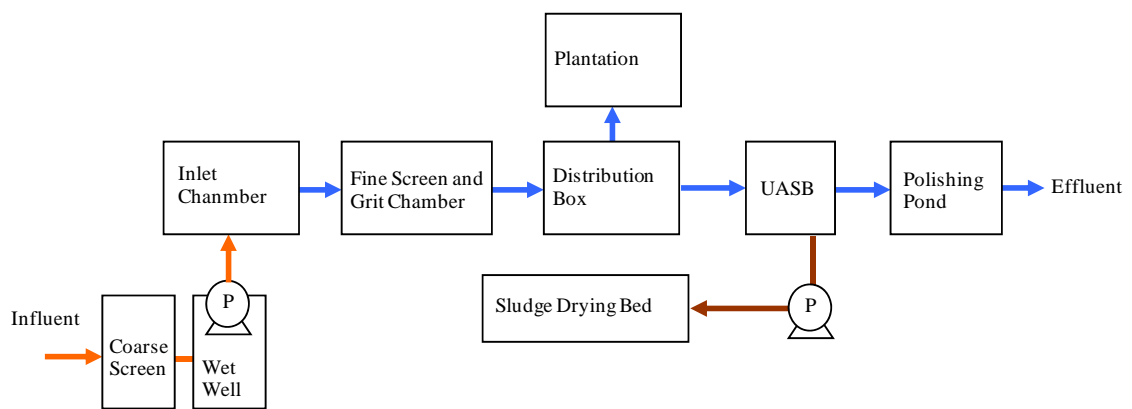 Plantation
Inlet
Chanmber
Fine Screen and
Grit Chamber
Distribution
Box
UASB
Polishing
Pond
Effluent
Influent
Coarse
Screen
P
Wet
Well
Sludge Drying Bed
P